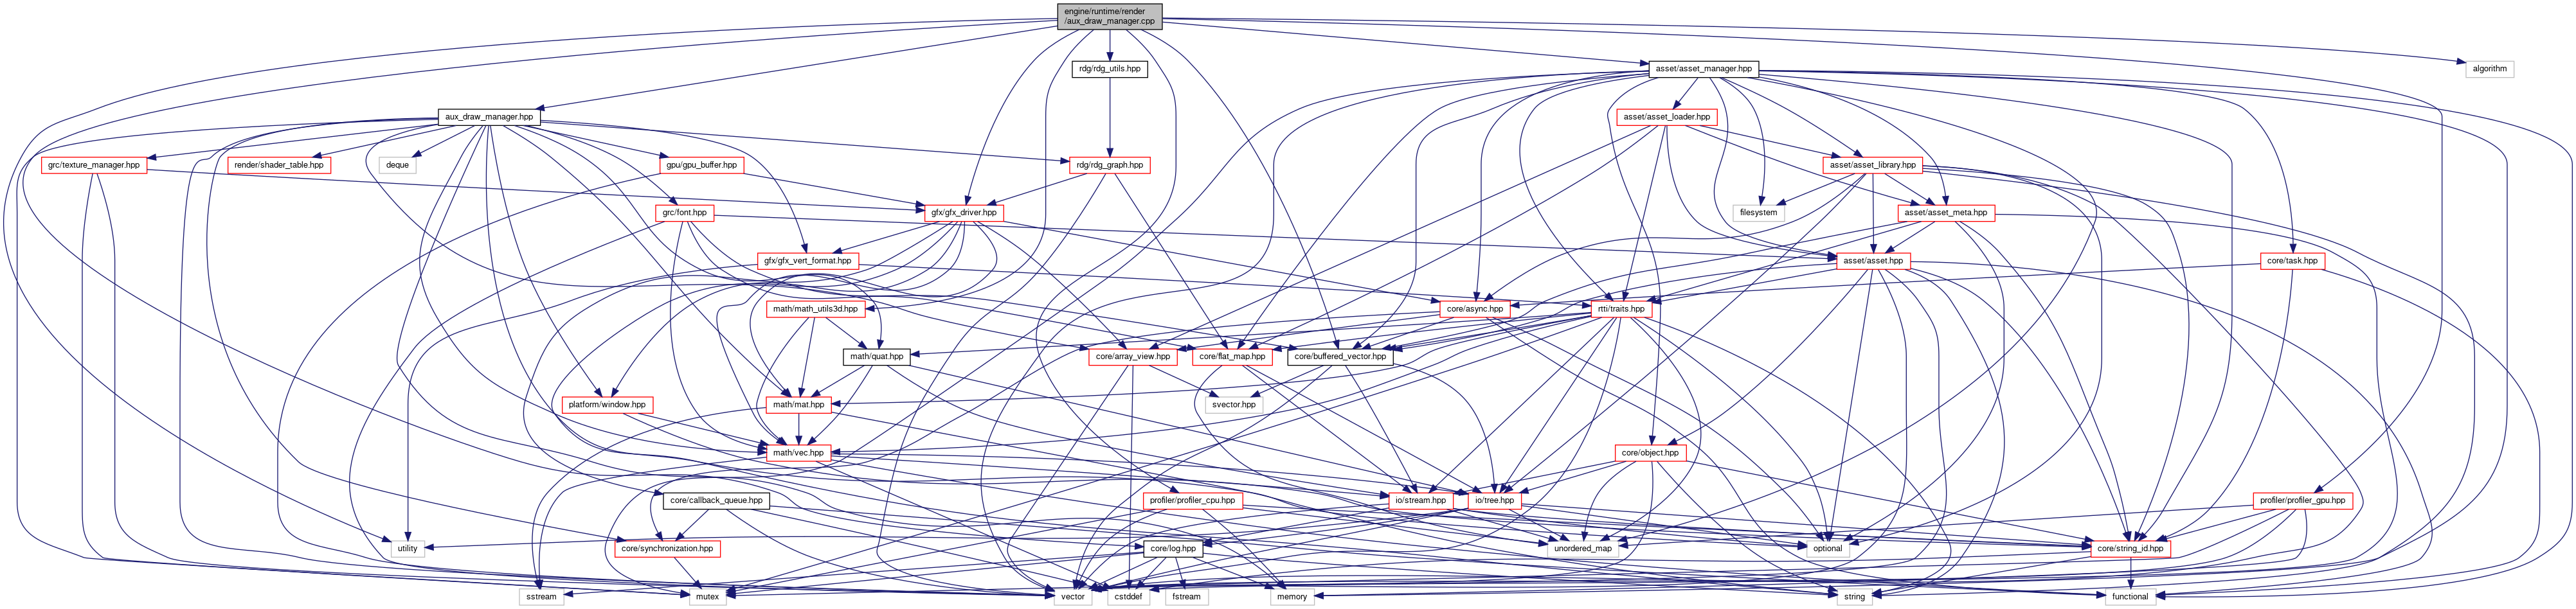 engine/runtime/render
/aux_draw_manager.cpp
rdg/rdg_utils.hpp
asset/asset_manager.hpp
algorithm
aux_draw_manager.hpp
asset/asset_loader.hpp
grc/texture_manager.hpp
render/shader_table.hpp
deque
gpu/gpu_buffer.hpp
rdg/rdg_graph.hpp
asset/asset_library.hpp
grc/font.hpp
gfx/gfx_driver.hpp
filesystem
asset/asset_meta.hpp
gfx/gfx_vert_format.hpp
asset/asset.hpp
core/task.hpp
math/math_utils3d.hpp
core/async.hpp
rtti/traits.hpp
math/quat.hpp
core/array_view.hpp
core/flat_map.hpp
core/buffered_vector.hpp
platform/window.hpp
math/mat.hpp
svector.hpp
math/vec.hpp
core/object.hpp
core/callback_queue.hpp
profiler/profiler_cpu.hpp
io/stream.hpp
io/tree.hpp
profiler/profiler_gpu.hpp
utility
core/synchronization.hpp
core/log.hpp
unordered_map
optional
core/string_id.hpp
sstream
mutex
vector
cstddef
fstream
memory
string
functional